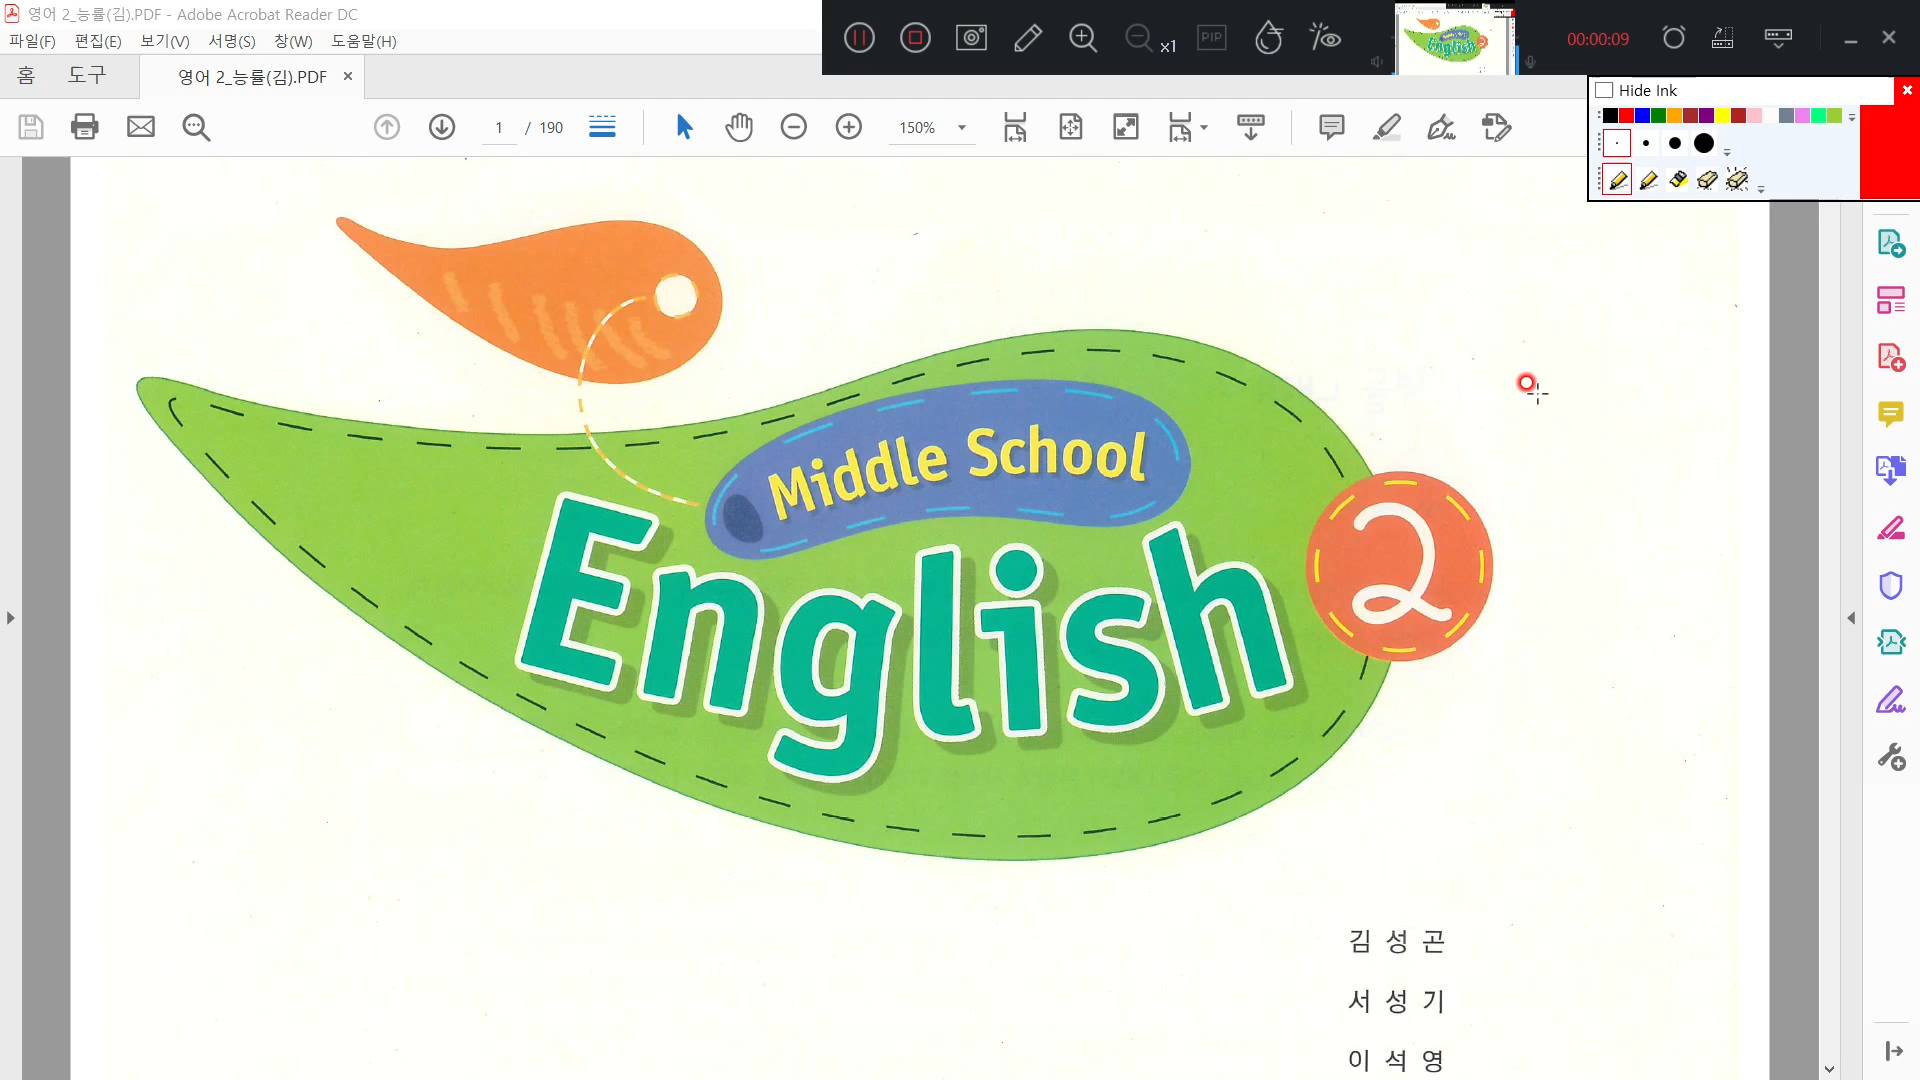 영어 2_능률(김).PDF - Adobe Acrobat Reader DC
파일(F) 편집(E) 보기(V) 서명(S) 창(W) 도움말(H)
홈 도구 영어 2_능률(김).PDF ×
x1 PIP 00:00:09
Hide Ink
1 / 190 150%
Middle School
English 2
김 성 곤
서 성 기
이 석 영